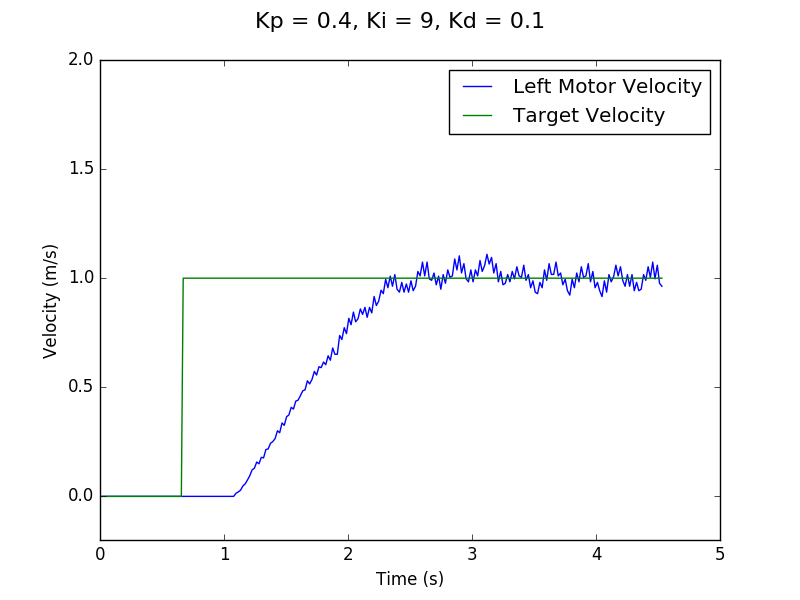 Kp = 0.4, Ki = 9, Kd = 0.1
Left Motor Velocity
Target Velocity
2.0
1.5
1.0
0.5
0.0
Velocity (m/s)
0 1 2 3 4 5
Time (s)